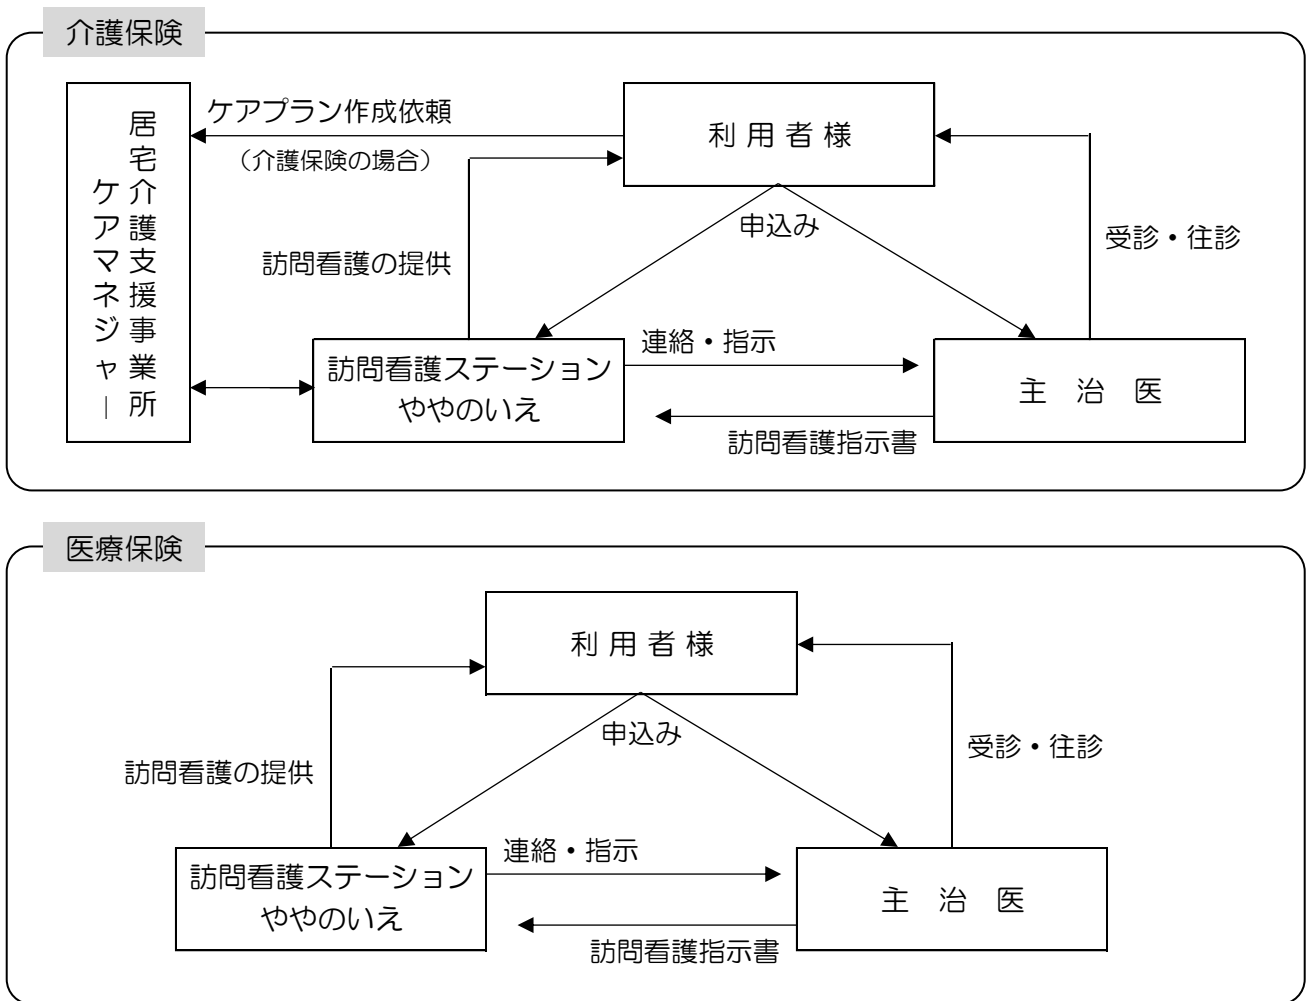 介護保険
居宅介護支援事業所
ケアマネジャー
ケアプラン作成依頼
（介護保険の場合）
利用者様
申込み
訪問看護の提供
受診・往診
連絡・指示
訪問看護ステーション
ややのいえ
主治医
訪問看護指示書
医療保険
利用者様
申込み
訪問看護の提供
受診・往診
連絡・指示
訪問看護ステーション
ややのいえ
主治医
訪問看護指示書